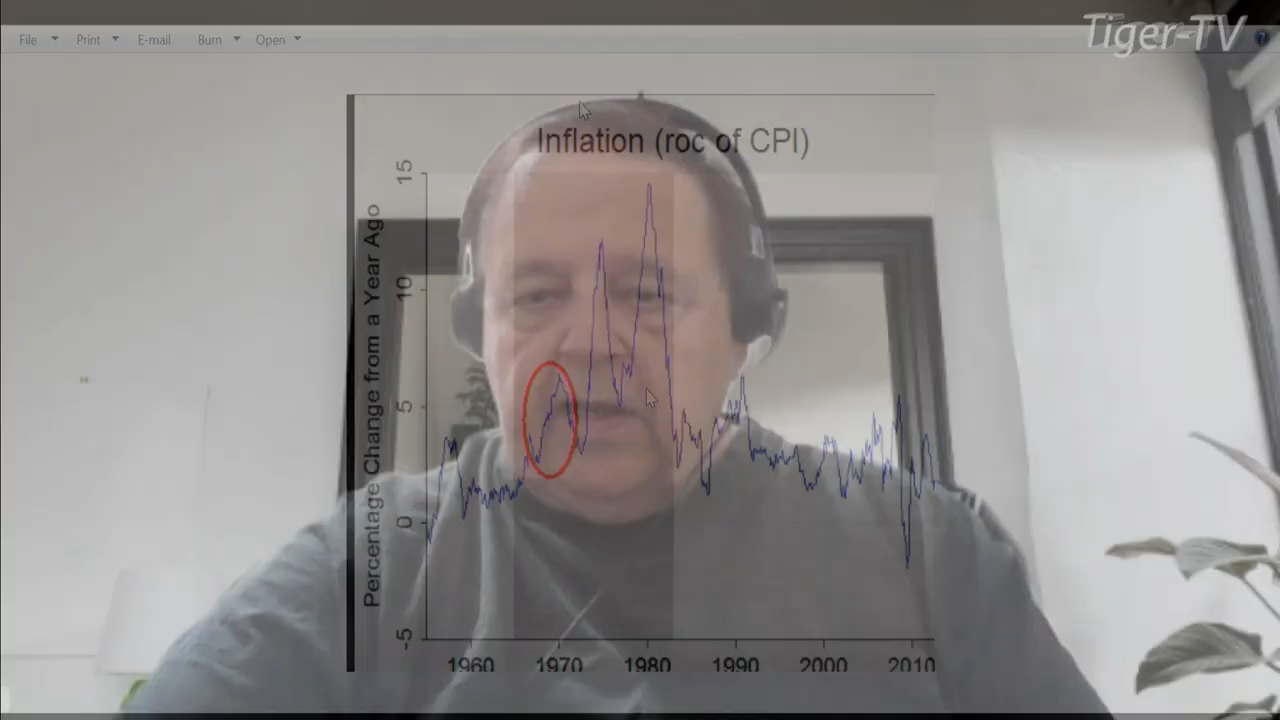 Tiger-TV
File Print E-mail Burn Open
Inflation (roc of CPI)
Percentage Change from a Year Ago
15
10
5
0
-5
1960 1970 1980 1990 2000 2010